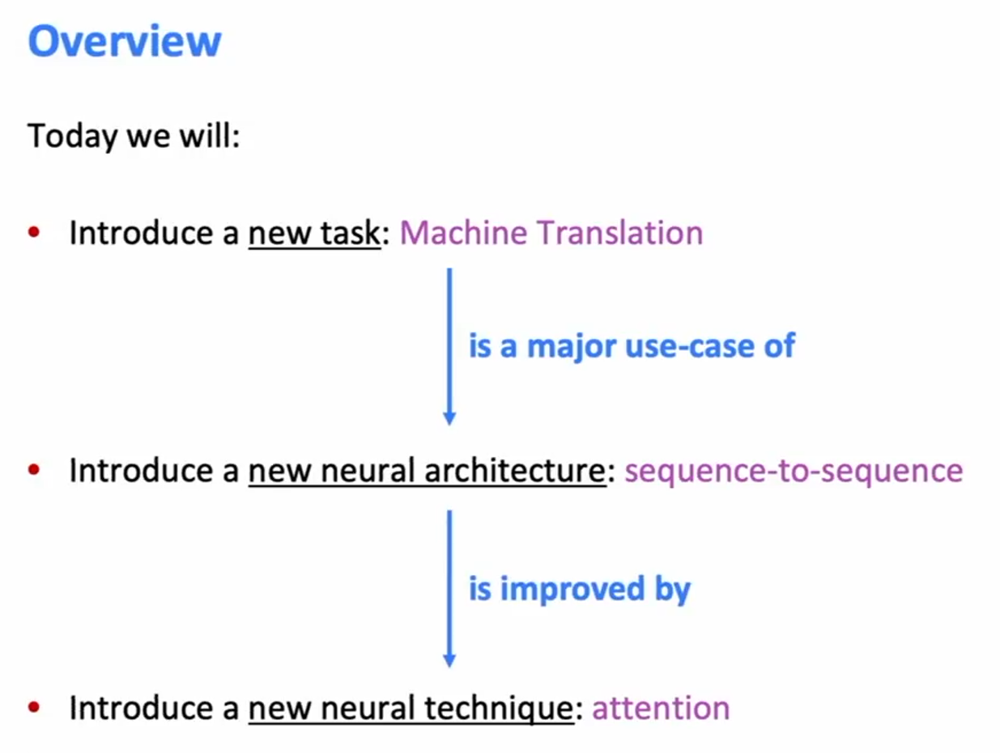 Overview
Today we will:
• Introduce a new task: Machine Translation
is a major use-case of
• Introduce a new neural architecture: sequence-to-sequence
is improved by
• Introduce a new neural technique: attention